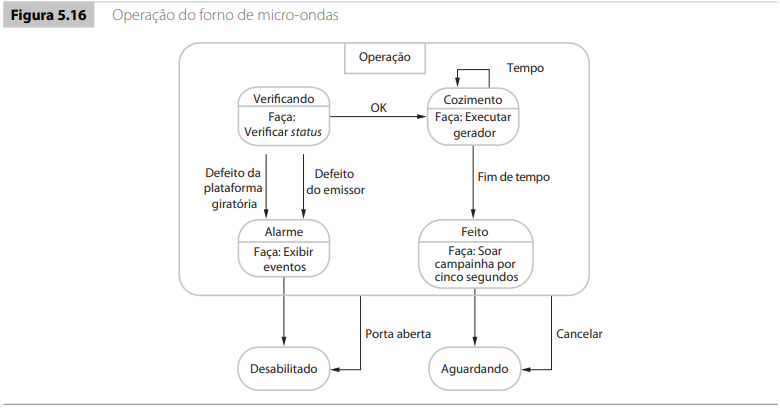 Figura 5.16 Operação do forno de micro-ondas
Operação
Tempo
Verificando
Faça:
Verificar status
OK
Cozimento
Faça: Executar
gerador
Defeito da
plataforma
giratória
Defeito
do emissor
Fim de tempo
Alarme
Faça: Exibir
eventos
Feito
Faça: Soar
campainha por
cinco segundos
Porta aberta
Cancelar
Desabilitado
Aguardando